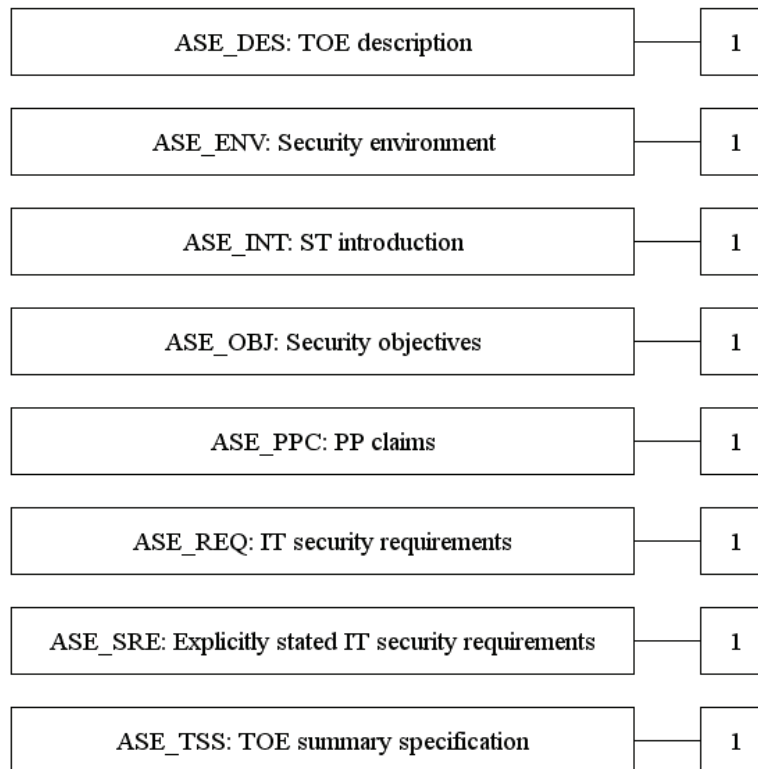 ASE_DES: TOE description 1
ASE_ENV: Security environment 1
ASE_INT: ST introduction 1
ASE_OBJ: Security objectives 1
ASE_PPC: PP claims 1
ASE_REQ: IT security requirements 1
ASE_SRE: Explicitly stated IT security requirements 1
ASE_TSS: TOE summary specification 1